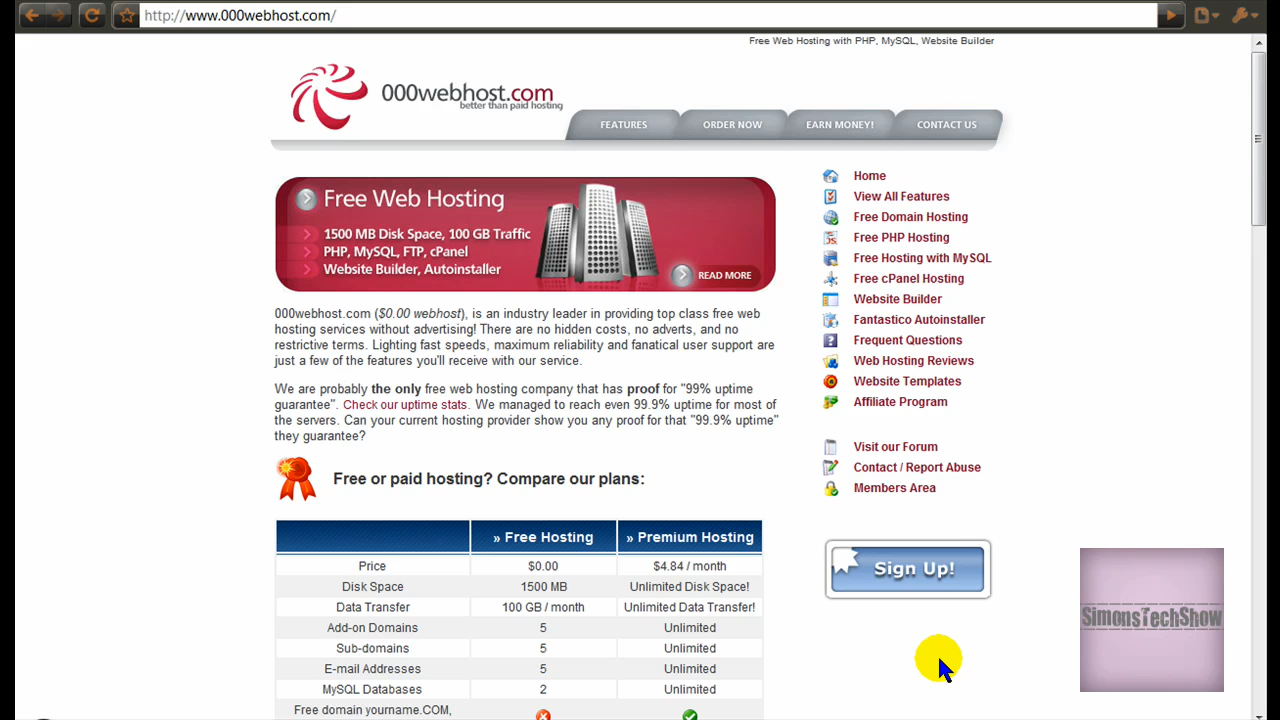 http://www.000webhost.com/
Free Web Hosting with PHP, MySQL, Website Builder
000webhost.com
better than paid hosting
FEATURES
ORDER NOW
EARN MONEY!
CONTACT US
Free Web Hosting
1500 MB Disk Space, 100 GB Traffic
PHP, MySQL, FTP, cPanel
Website Builder, Autoinstaller
READ MORE
000webhost.com ($0.00 webhost), is an industry leader in providing top class free web
hosting services without advertising! There are no hidden costs, no adverts, and no
restrictive terms. Lighting fast speeds, maximum reliability and fanatical user support are
just a few of the features you'll receive with our service.
We are probably the only free web hosting company that has proof for "99% uptime
guarantee". Check our uptime stats. We managed to reach even 99.9% uptime for most of
the servers. Can your current hosting provider show you any proof for that "99.9% uptime"
they guarantee?
Free or paid hosting? Compare our plans:
» Free Hosting » Premium Hosting
Price $0.00 $4.84 / month
Disk Space 1500 MB Unlimited Disk Space!
Data Transfer 100 GB / month Unlimited Data Transfer!
Add-on Domains 5 Unlimited
Sub-domains 5 Unlimited
E-mail Addresses 5 Unlimited
MySQL Databases 2 Unlimited
Free domain yourname.COM,
Home
View All Features
Free Domain Hosting
Free PHP Hosting
Free Hosting with MySQL
Free cPanel Hosting
Website Builder
Fantastico Autoinstaller
Frequent Questions
Web Hosting Reviews
Website Templates
Affiliate Program
Visit our Forum
Contact / Report Abuse
Members Area
Sign Up!
SimonsTechShow